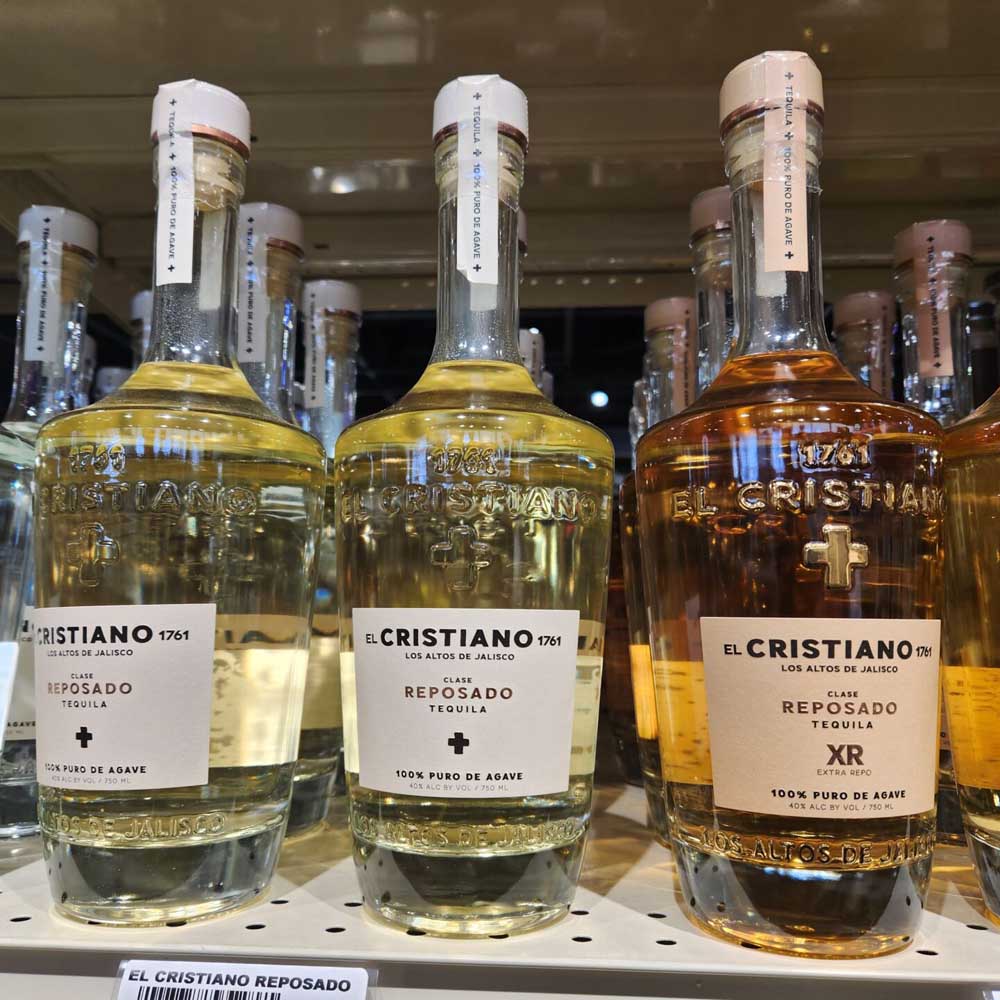 + TEQUILA + 100% PURO DE AGAVE +
1761
CRISTIANO
CRISTIANO 1761
LOS ALTOS DE JALISCO
CLASE
REPOSADO
TEQUILA
100% PURO DE AGAVE
40% ALC BY VOL / 750 ML
ALTOS DE JALISCO
+ TEQUILA + 100% PURO DE AGAVE +
1761
EL CRISTIANO
EL CRISTIANO 1761
LOS ALTOS DE JALISCO
CLASE
REPOSADO
TEQUILA
100% PURO DE AGAVE
40% ALC BY VOL / 750 ML
LOS ALTOS DE JALISCO
+ TEQUILA + 100% PURO DE AGAVE +
1761
EL CRISTIANO
EL CRISTIANO 1761
LOS ALTOS DE JALISCO
CLASE
REPOSADO
TEQUILA
XR
EXTRA REPO
100% PURO DE AGAVE
40% ALC BY VOL / 750 ML
LOS ALTOS DE JALISCO
EL CRISTIANO REPOSADO